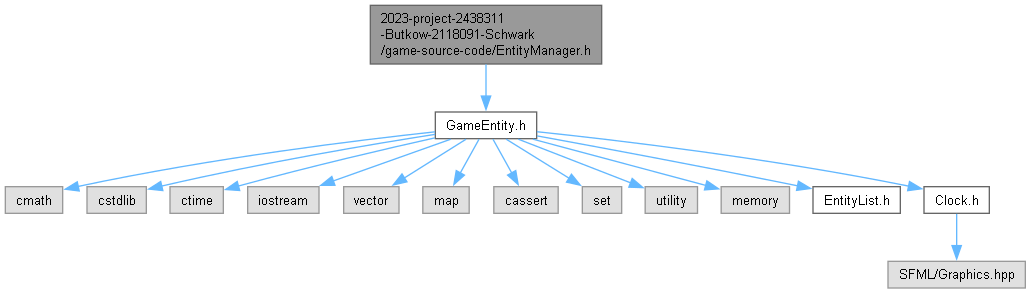 2023-project-2438311
-Butkow-2118091-Schwark
/game-source-code/EntityManager.h
GameEntity.h
cmath
cstdlib
ctime
iostream
vector
map
cassert
set
utility
memory
EntityList.h
Clock.h
SFML/Graphics.hpp